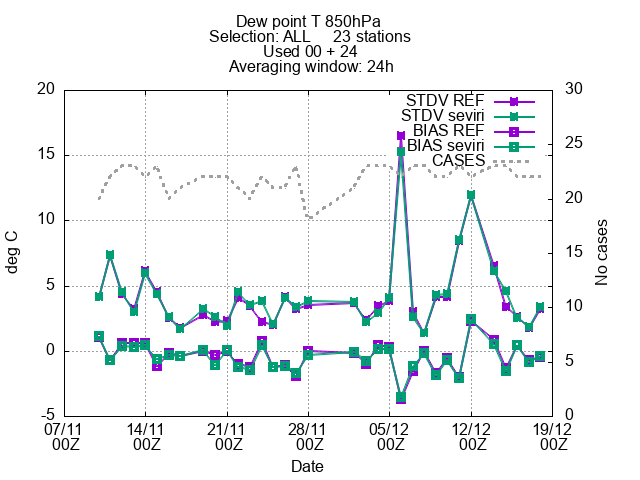 Dew point T 850hPa
Selection: ALL 23 stations
Used 00 + 24
Averaging window: 24h
20 30
STDV REF
STDV seviri
BIAS REF
25
BIAS seviri
15
CASES
20
10
15
5
10
0
5
-5 0
deg C
No cases
07/11 14/11 21/11 28/11 05/12 12/12 19/12
00Z 00Z 00Z 00Z 00Z 00Z 00Z
Date